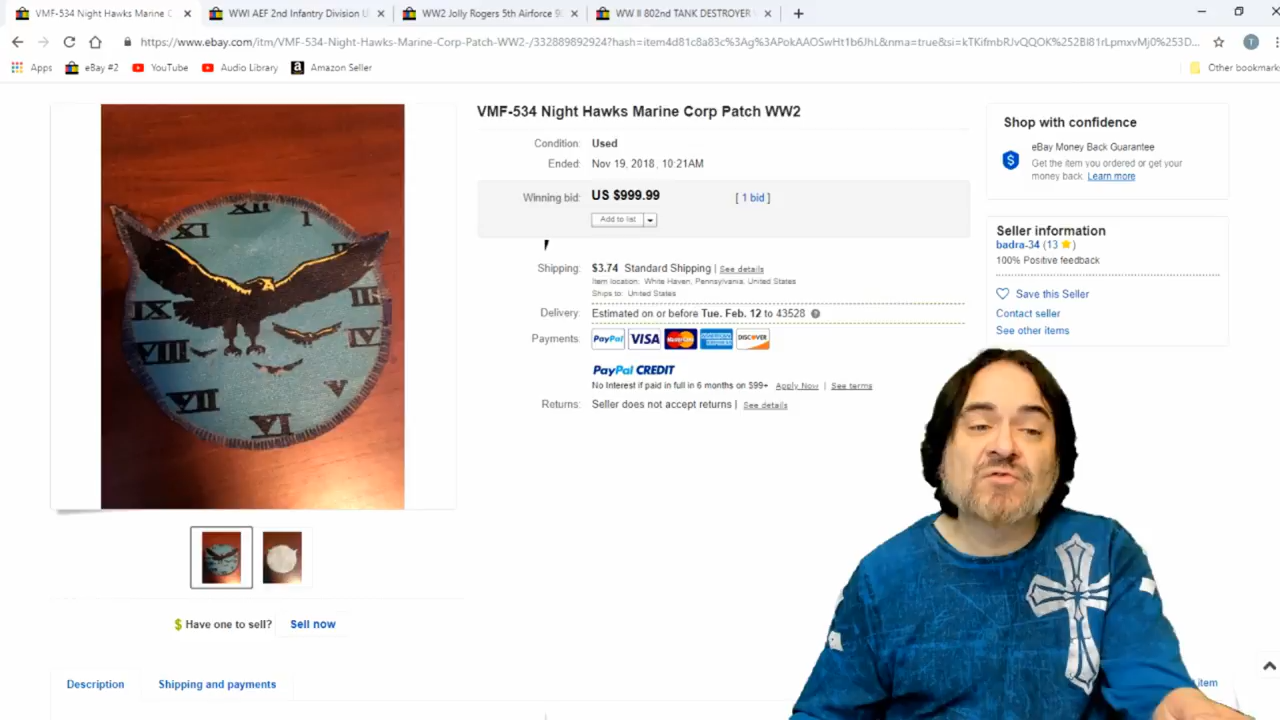 VMF-534 Night Hawks Marine C
WWI AEF 2nd Infantry Division U
WW2 Jolly Rogers 5th Airforce 9
WW II 802nd TANK DESTROYER
Apps
eBay #2
YouTube
Audio Library
Amazon Seller
Other bookmarks
VMF-534 Night Hawks Marine Corp Patch WW2
Condition: Used
Ended: Nov 19, 2018 , 10:21AM
Winning bid: US $999.99 [ 1 bid ]
Add to list
Shipping: $3.74 Standard Shipping | See details
Item location: White Haven, Pennsylvania, United States
Ships to: United States
Delivery: Estimated on or before Tue. Feb. 12 to 43528
Payments: PayPal VISA MasterCard AMERICAN EXPRESS DISCOVER
PayPal CREDIT
No Interest if paid in full in 6 months on $99+ Apply Now | See terms
Returns: Seller does not accept returns | See details
Shop with confidence
eBay Money Back Guarantee
Get the item you ordered or get your
money back. Learn more
Seller information
badra-34 (13 )
100% Positive feedback
Save this Seller
Contact seller
See other items
XII
I
XI
II
III
IX
IV
VIII
V
VII
VI
$ Have one to sell? Sell now
Description
Shipping and payments
item